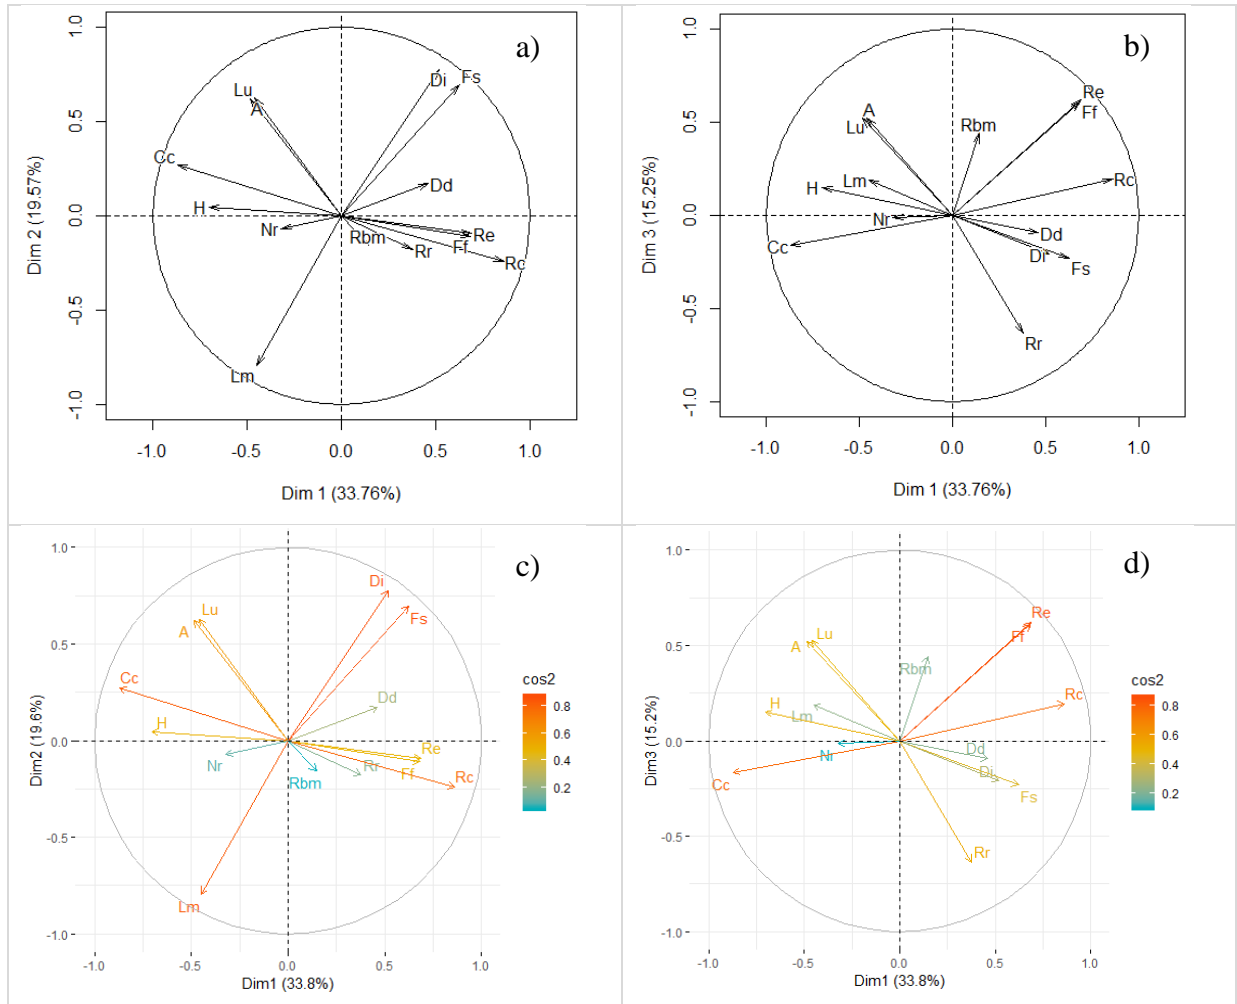 a)
1.0
0.5
0.0
-0.5
-1.0
Dim 2 (19.57%)
Di
Fs
Lu
A
Cc
Dd
H
Nr
Rbm
Re
Ff
Rr
Rc
Lm
-1.0 -0.5 0.0 0.5 1.0
Dim 1 (33.76%)
b)
1.0
0.5
0.0
-0.5
-1.0
Dim 3 (15.25%)
Re
Ff
A
Lu
Rbm
Lm
H
Rc
Nr
Cc
Dd
Di
Fs
Rr
-1.0 -0.5 0.0 0.5 1.0
Dim 1 (33.76%)
c)
1.0
0.5
0.0
-0.5
-1.0
Dim2 (19.6%)
Di
Fs
Lu
A
Cc
Dd
H
Re
Nr
Rr
Ff
Rc
Rbm
Lm
-1.0 -0.5 0.0 0.5 1.0
Dim1 (33.8%)
cos2
0.8
0.6
0.4
0.2
d)
1.0
0.5
0.0
-0.5
-1.0
Dim3 (15.2%)
Re
Ff
Lu
A
Rbm
Rc
H
Lm
Nr
Dd
Di
Cc
Fs
Rr
-1.0 -0.5 0.0 0.5 1.0
Dim1 (33.8%)
cos2
0.8
0.6
0.4
0.2